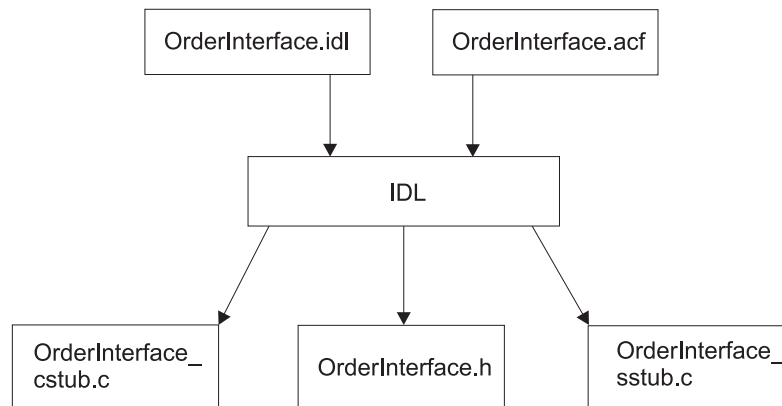 OrderInterface.idl
OrderInterface.acf
IDL
OrderInterface_
cstub.c
OrderInterface.h
OrderInterface_
sstub.c